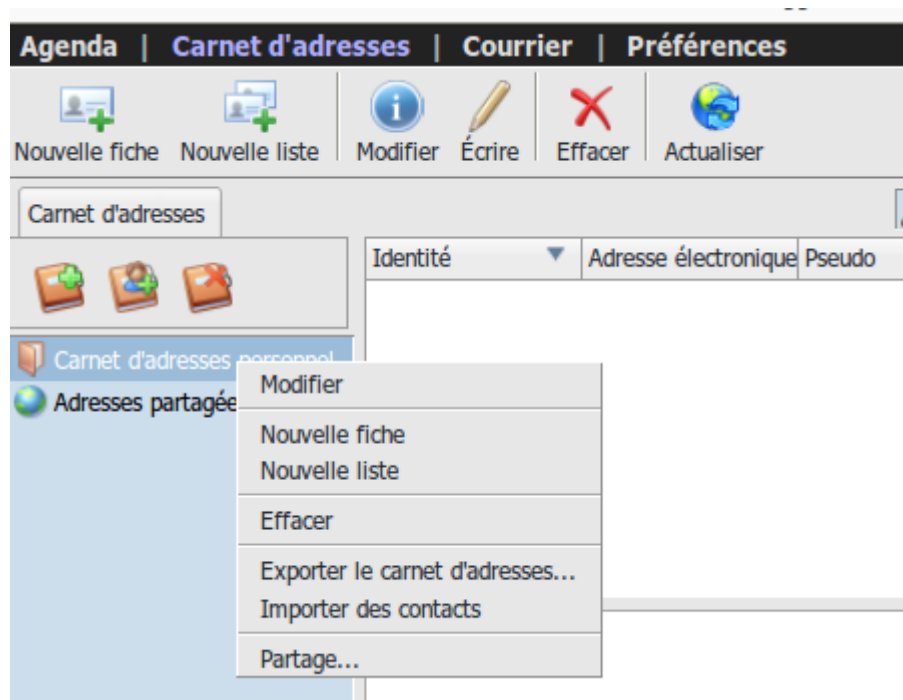 Agenda | Carnet d'adresses | Courrier | Préférences
Nouvelle fiche Nouvelle liste Modifier Écrire Effacer Actualiser
Carnet d'adresses
Identité Adresse électronique Pseudo
Carnet d'adresses personnel
Adresses partagée
Modifier
Nouvelle fiche
Nouvelle liste
Effacer
Exporter le carnet d'adresses...
Importer des contacts
Partage...